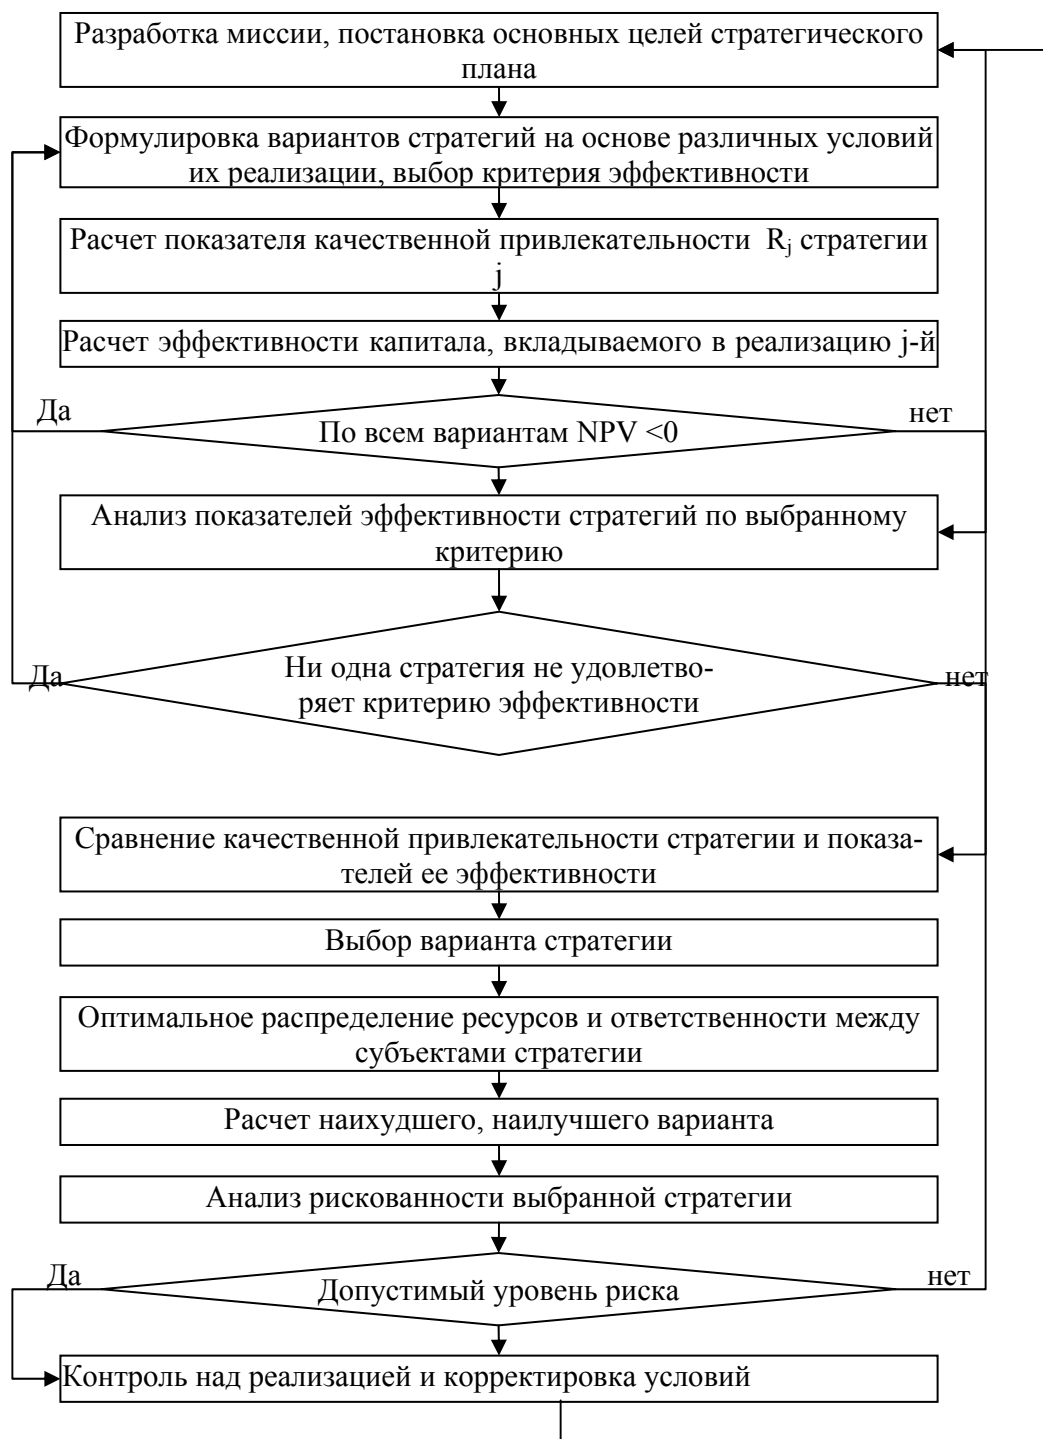 Разработка миссии, постановка основных целей стратегического
плана
Формулировка вариантов стратегий на основе различных условий
их реализации, выбор критерия эффективности
Расчет показателя качественной привлекательности Rj стратегии
j
Расчет эффективности капитала, вкладываемого в реализацию j-й
Да
нет
По всем вариантам NPV <0
Анализ показателей эффективности стратегий по выбранному
критерию
Ни одна стратегия не удовлетво-
Да
нет
ряет критерию эффективности
Сравнение качественной привлекательности стратегии и показа-
телей ее эффективности
Выбор варианта стратегии
Оптимальное распределение ресурсов и ответственности между
субъектами стратегии
Расчет наихудшего, наилучшего варианта
Анализ рискованности выбранной стратегии
Да
нет
Допустимый уровень риска
Контроль над реализацией и корректировка условий